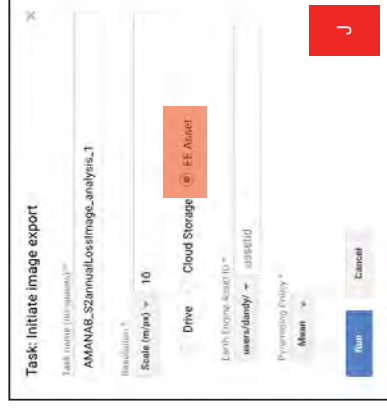 Task: Initiate image export
Task name (no spaces) *
AMANAB_S2annualLossImage_analysis_1
Resolution *
Scale (m/px) 10
Drive Cloud Storage EE Asset
Earth Engine Asset ID *
users/dandy/ assetid
Pyramiding Policy *
Mean
Run Cancel
J